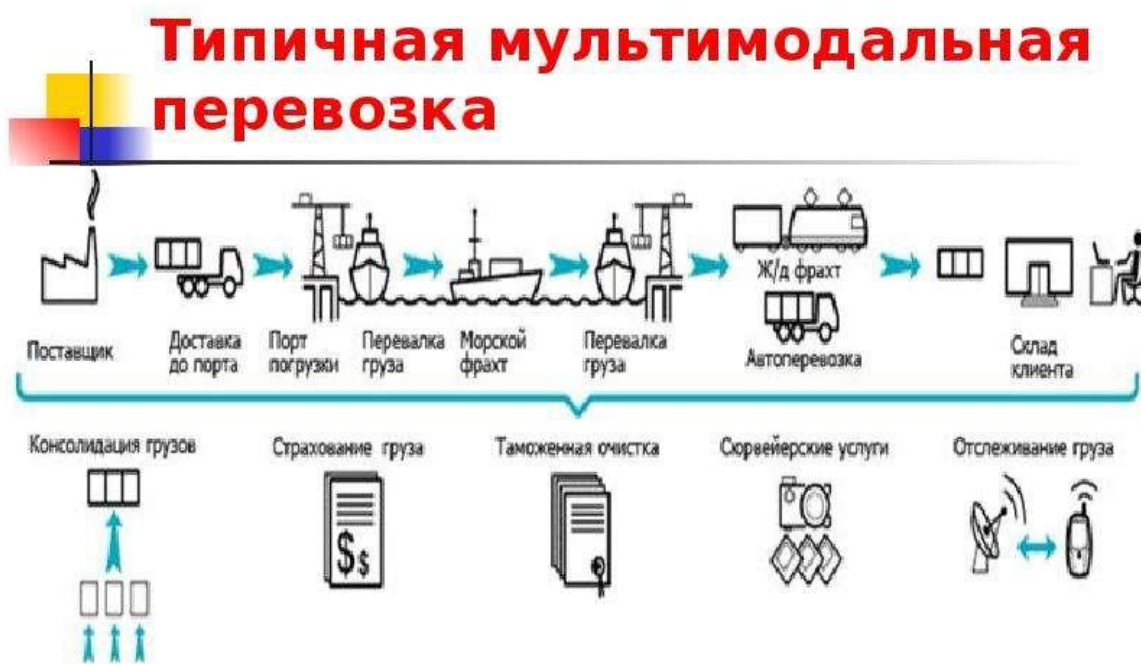 Типичная мультимодальная
перевозка
Поставщик
Доставка
до порта
Порт
погрузки
Перевалка
груза
Морской
фрахт
Перевалка
груза
Ж/д фрахт
Автоперевозка
Склад
клиента
Консолидация грузов
Страхование груза
Таможенная очистка
Сюрвейерские услуги
Отслеживание груза
$ $